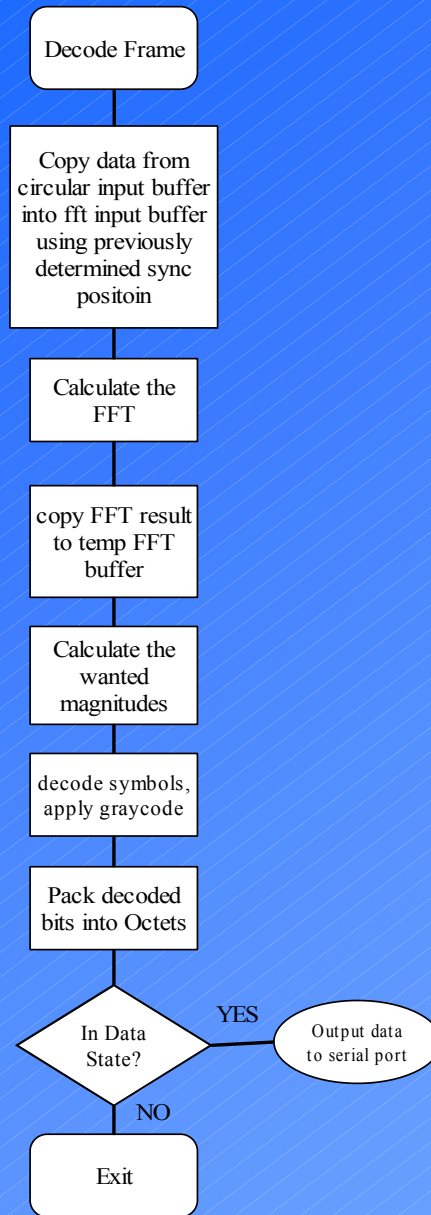 Decode Frame
Copy data from
circular input buffer
into fft input buffer
using previously
determined sync
positoin
Calculate the
FFT
copy FFT result
to temp FFT
buffer
Calculate the
wanted
magnitudes
decode symbols,
apply graycode
Pack decoded
bits into Octets
In Data
State?
YES
Output data
to serial port
NO
Exit